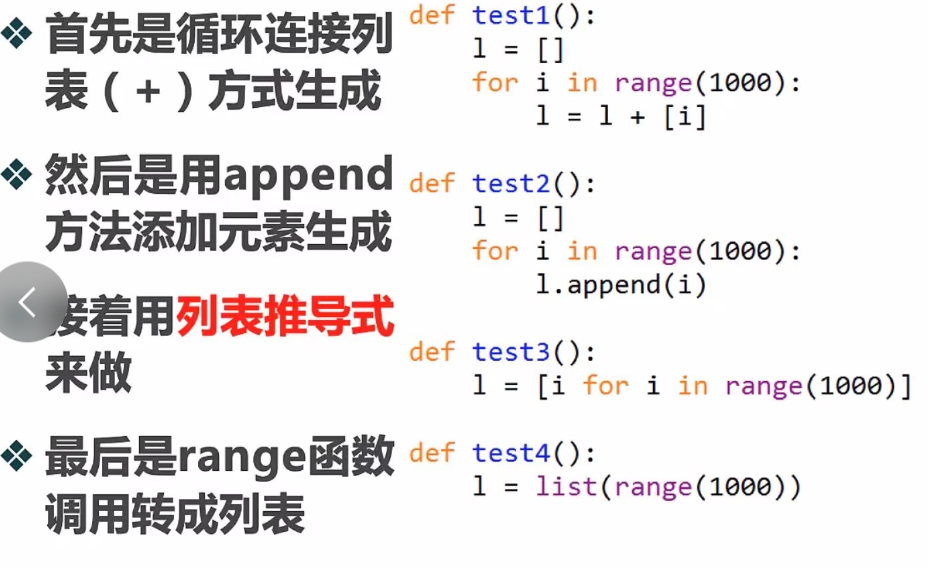 首先是循环连接列
表（+）方式生成
然后是用append
方法添加元素生成
接着用列表推导式
来做
最后是range函数
调用转成列表
def test1():
    l = []
    for i in range(1000):
        l = l + [i]
def test2():
    l = []
    for i in range(1000):
        l.append(i)
def test3():
    l = [i for i in range(1000)]
def test4():
    l = list(range(1000))